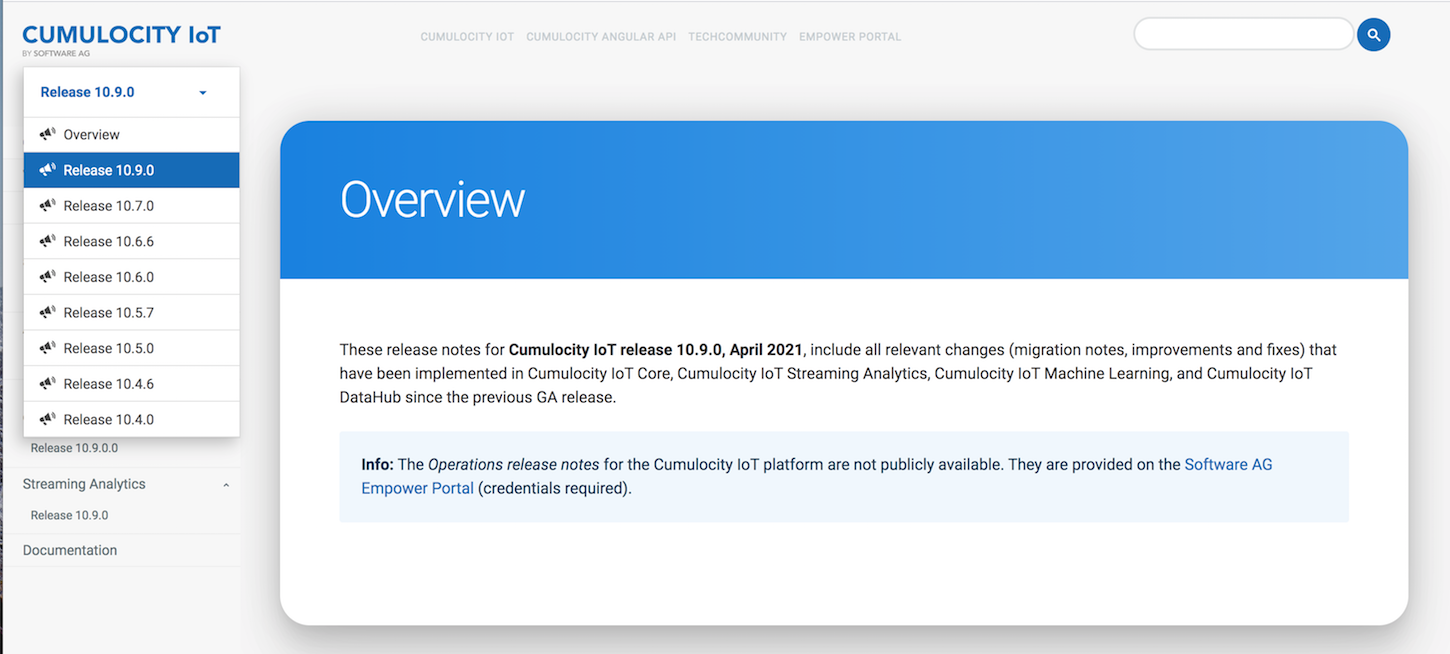 CUMULOCITY IoT
BY SOFTWARE AG
CUMULOCITY IOT CUMULOCITY ANGULAR API TECHCOMMUNITY EMPOWER PORTAL
Release 10.9.0
Overview
Release 10.9.0
Release 10.7.0
Release 10.6.6
Release 10.6.0
Release 10.5.7
Release 10.5.0
Release 10.4.6
Release 10.4.0
Release 10.9.0.0
Streaming Analytics
Release 10.9.0
Documentation
Overview
These release notes for Cumulocity IoT release 10.9.0, April 2021, include all relevant changes (migration notes, improvements and fixes) that
have been implemented in Cumulocity IoT Core, Cumulocity IoT Streaming Analytics, Cumulocity IoT Machine Learning, and Cumulocity IoT
DataHub since the previous GA release.
Info: The Operations release notes for the Cumulocity IoT platform are not publicly available. They are provided on the Software AG
Empower Portal (credentials required).